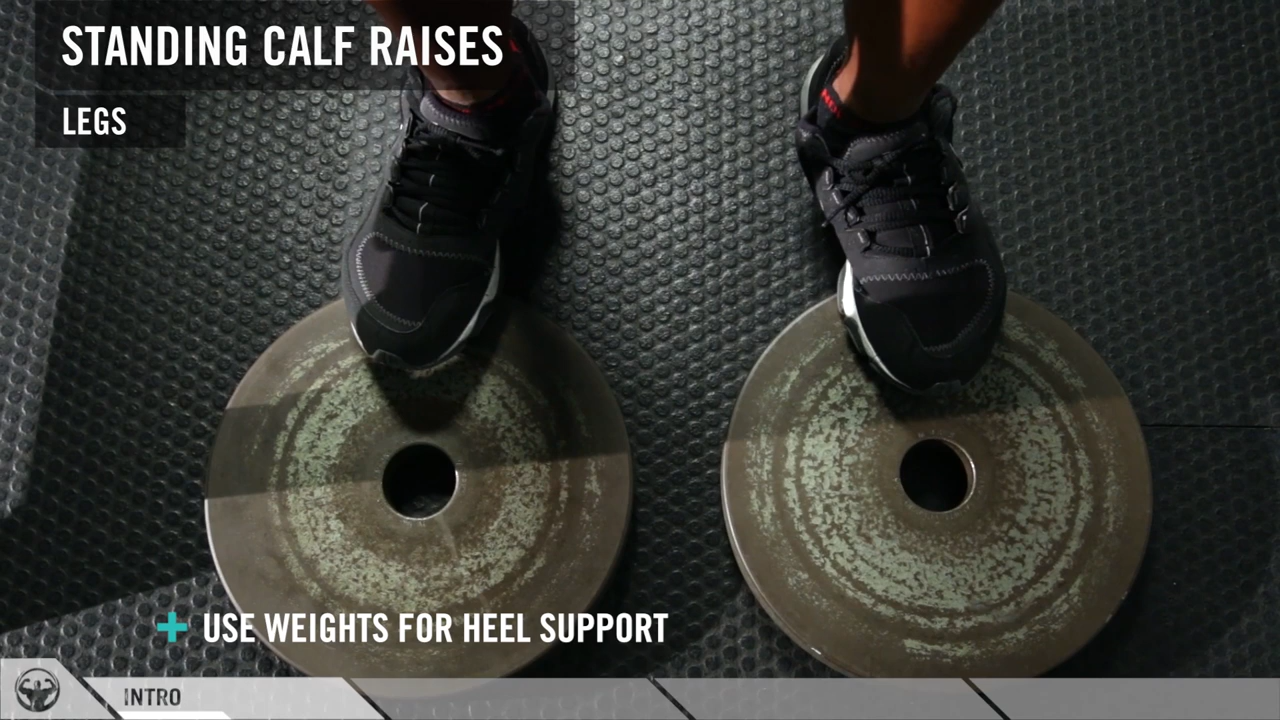 STANDING CALF RAISES
LEGS
USE WEIGHTS FOR HEEL SUPPORT
INTRO